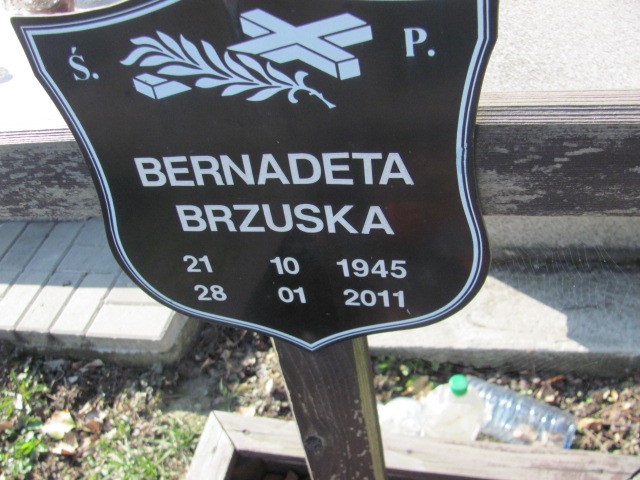 Ś. P.
BERNADETA
BRZUSKA
21 10 1945
28 01 2011